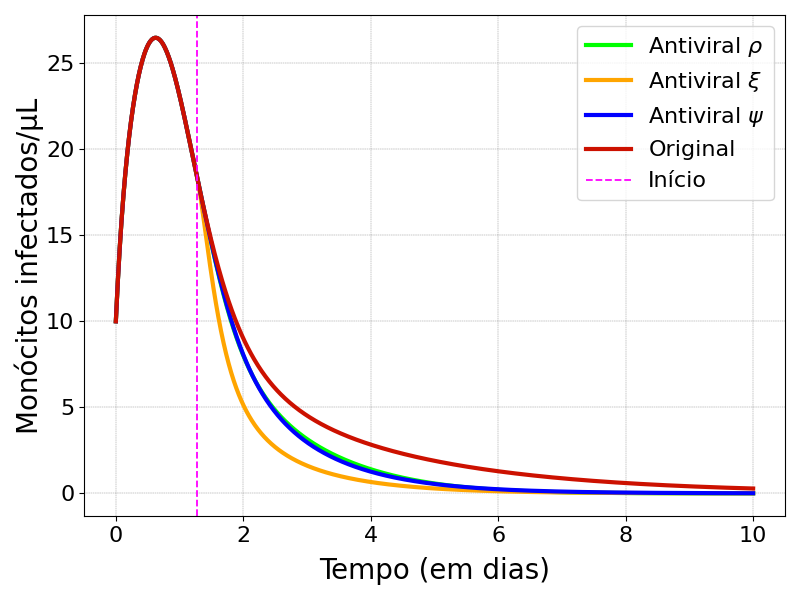 Monócitos infectados/μL
25
20
15
10
5
0
Antiviral ρ
Antiviral ξ
Antiviral ψ
Original
Início
0 2 4 6 8 10
Tempo (em dias)